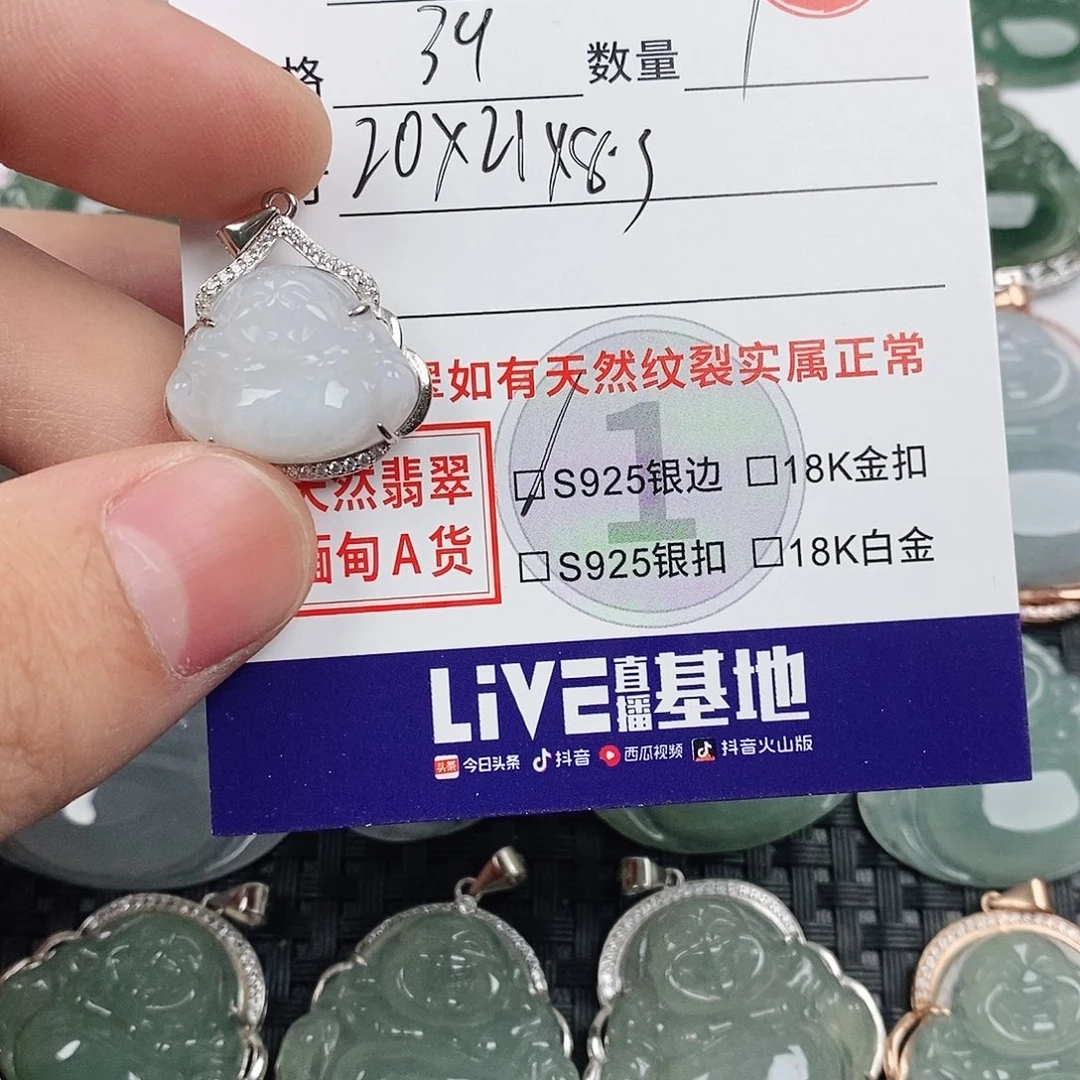 格 34 数量 1
寸 20X21X8.5
翠如有天然纹裂实属正常
天然翡翠
缅甸A货
1
S925银边 □18K金扣
□S925银扣 □18K白金
LiVE直播基地
头条 今日头条 抖音 西瓜视频 抖音火山版